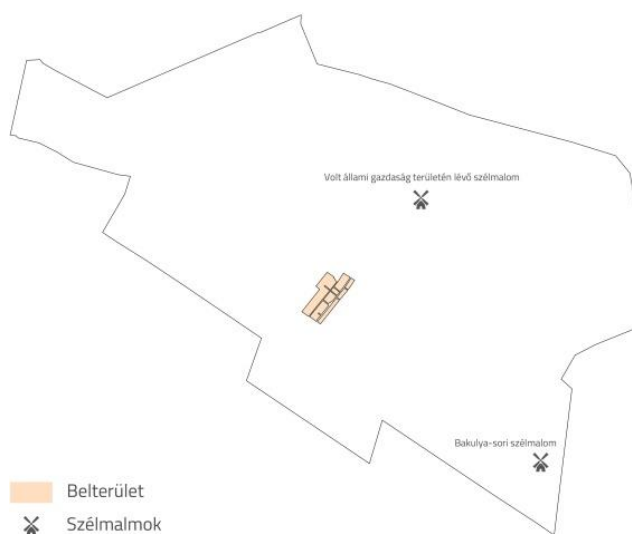 Volt állami gazdaság területén lévő szélmalom
Bakulya-sori szélmalom
Belterület
Szélmalmok